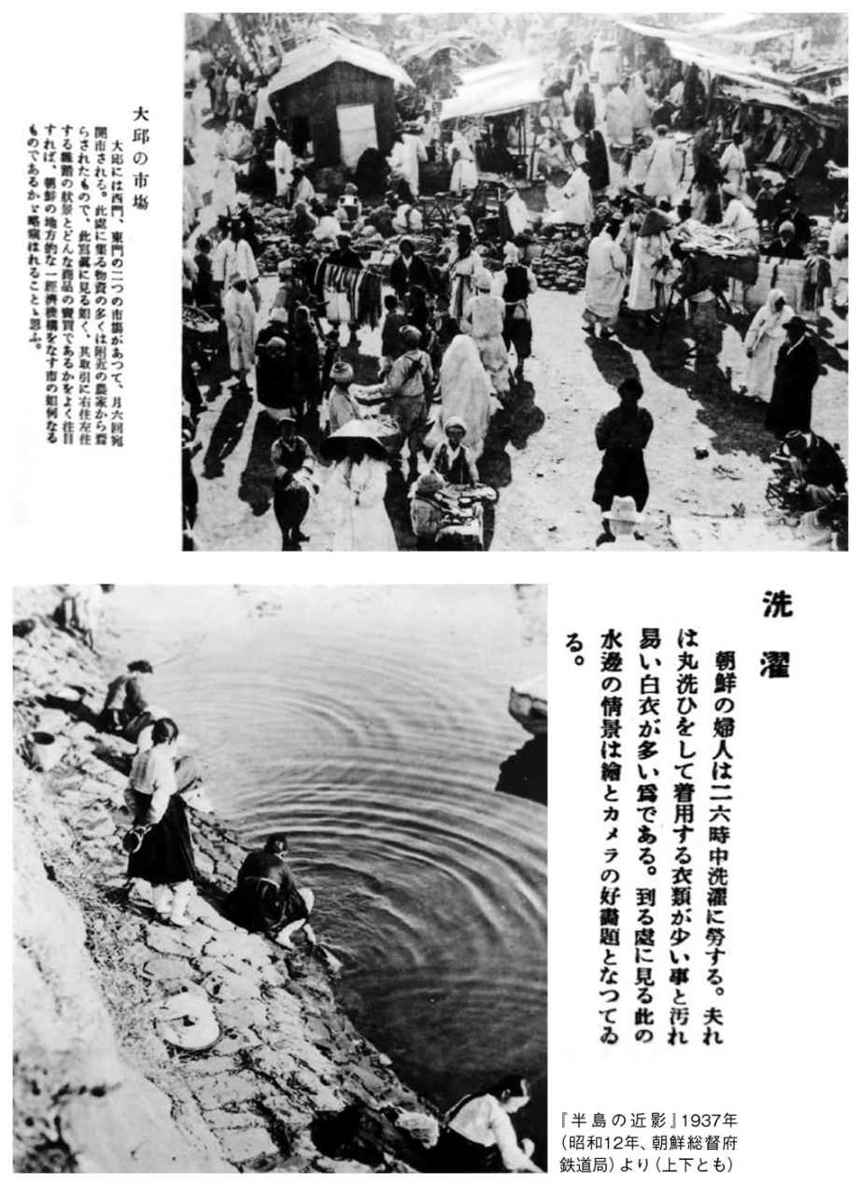 大邱の市塲
大邱には西門、東門の二つの市塲があつて、月六回宛
開市される。此處に集る物資の多くは附近の農家から齎
らされたもので、此寫眞に見る如く、其取引に右往左往
する雜踏の狀景とどんな商品の賣買であるかをよく注目
すれば、朝鮮の地方的な一經濟機構をなす市の如何なる
ものであるかゞ略窺はれることゝ思ふ。
洗濯
朝鮮の婦人は二六時中洗濯に勞する。夫れ
は丸洗ひをして着用する衣類が少い事と汚れ
易い白衣が多い爲である。到る處に見る此の
水邊の情景は繪とカメラの好畫題となつてゐ
る。
『半島の近影』1937年
（昭和12年、朝鮮総督府
鉄道局）より（上下とも）